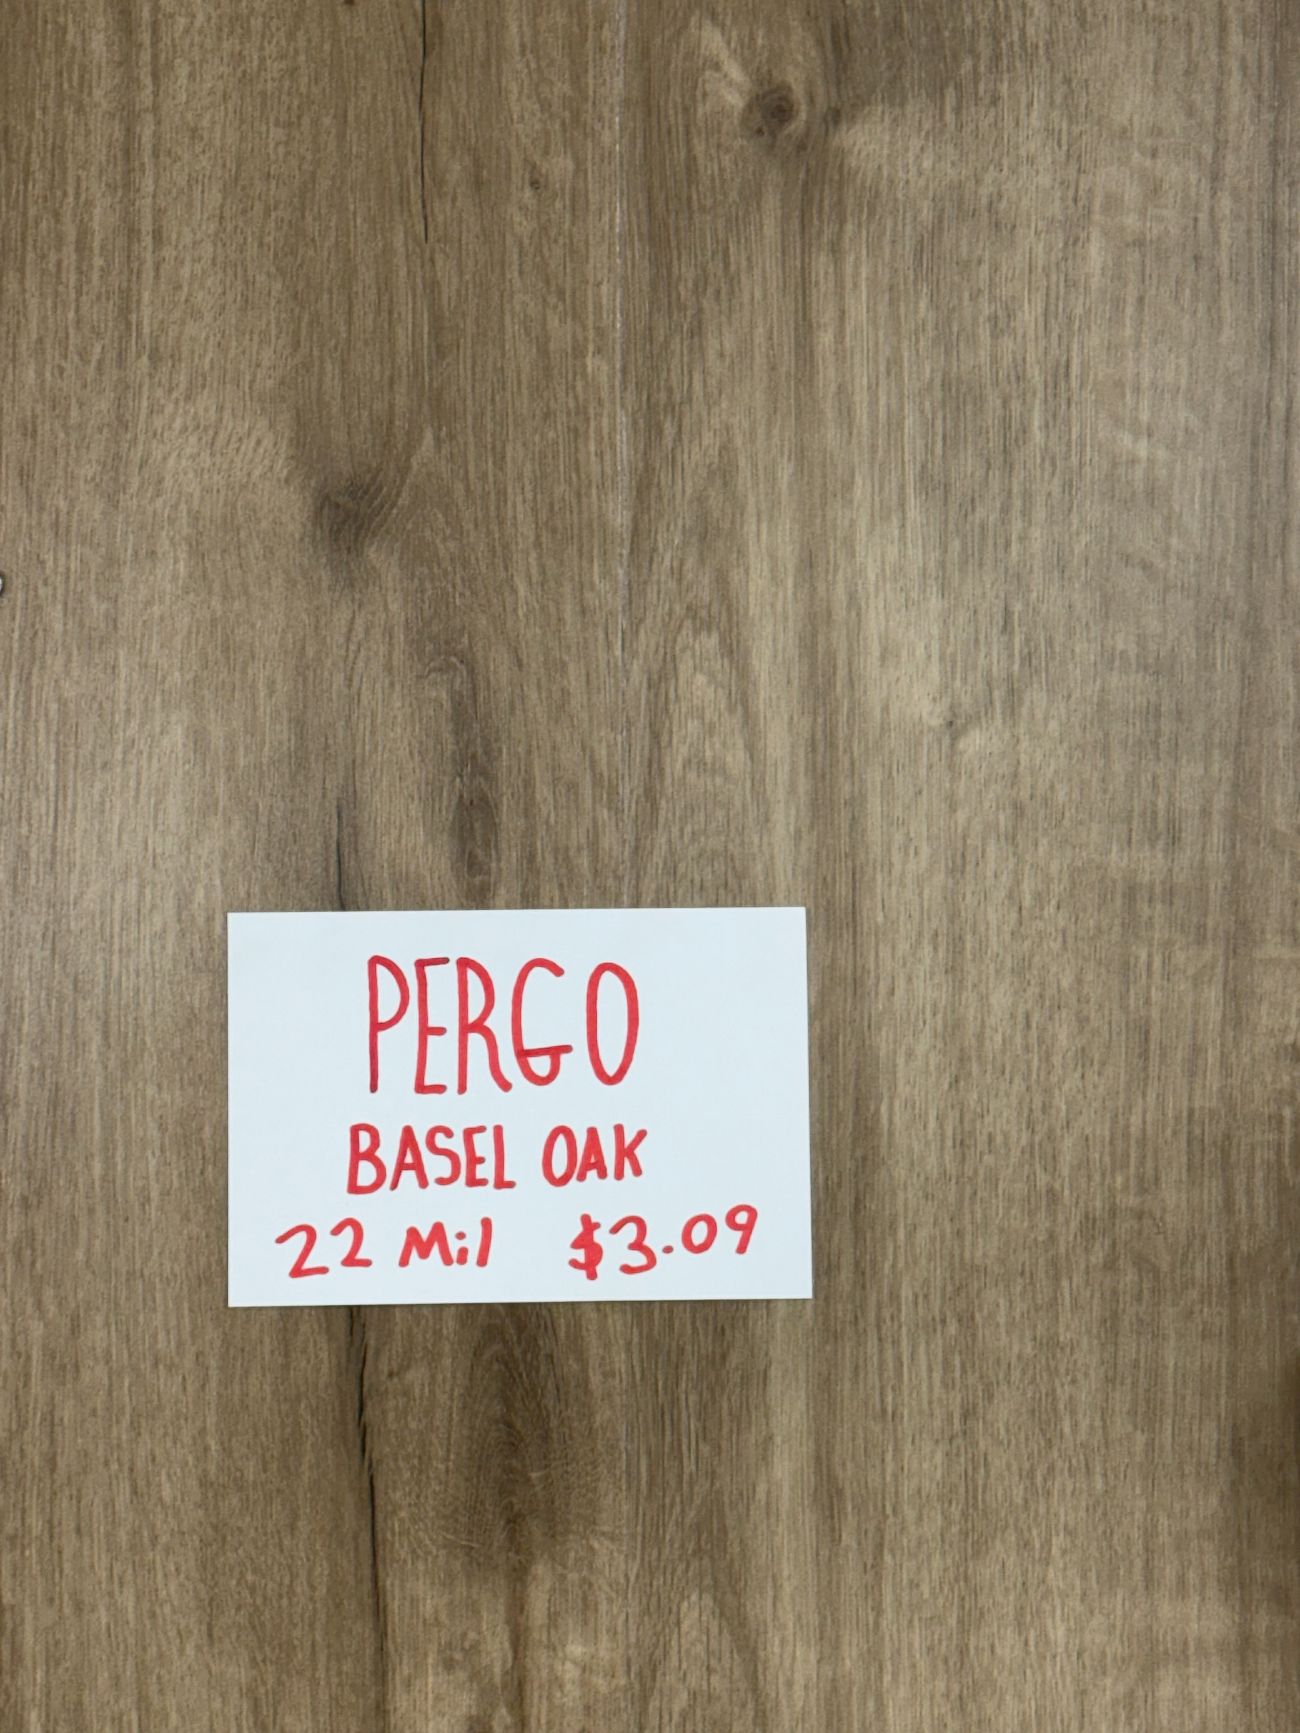 PERGO
BASEL OAK
22 Mil $3.09